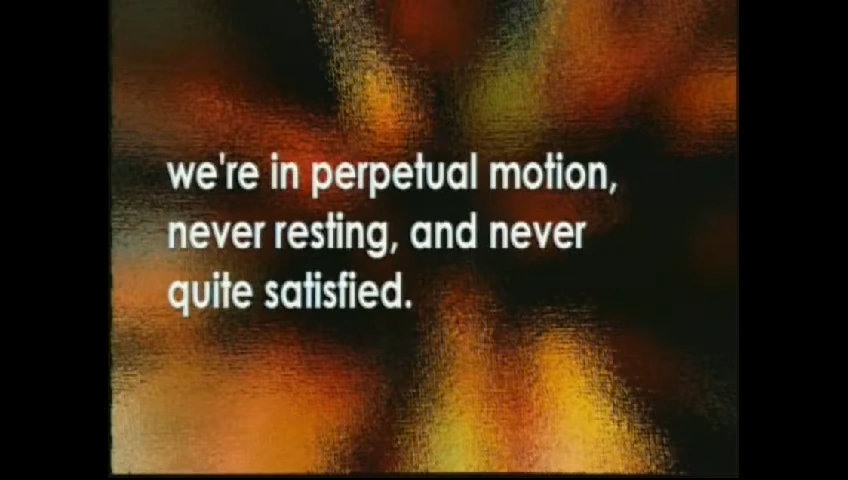 we're in perpetual motion,
never resting, and never
quite satisfied.